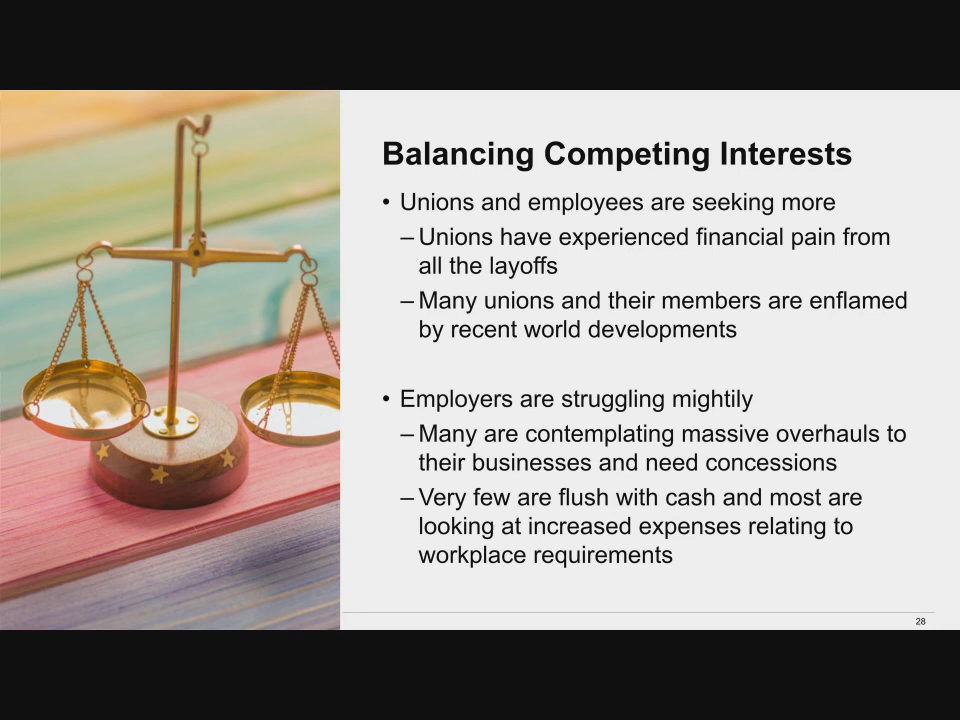 Balancing Competing Interests
• Unions and employees are seeking more
– Unions have experienced financial pain from
all the layoffs
– Many unions and their members are enflamed
by recent world developments
• Employers are struggling mightily
– Many are contemplating massive overhauls to
their businesses and need concessions
– Very few are flush with cash and most are
looking at increased expenses relating to
workplace requirements
28